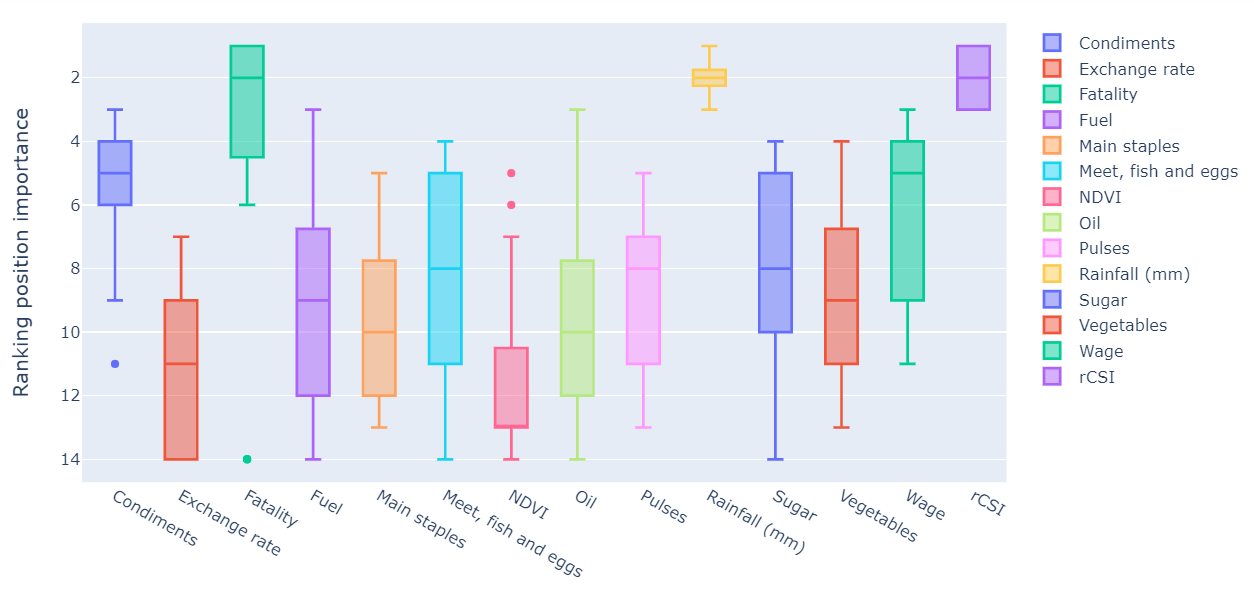 Ranking position importance
2
4
6
8
10
12
14
Condiments
Exchange rate
Fatality
Fuel
Main staples
Meet, fish and eggs
NDVI
Oil
Pulses
Rainfall (mm)
Sugar
Vegetables
Wage
rCSI
Condiments
Exchange rate
Fatality
Fuel
Main staples
Meet, fish and eggs
NDVI
Oil
Pulses
Rainfall (mm)
Sugar
Vegetables
Wage
rCSI